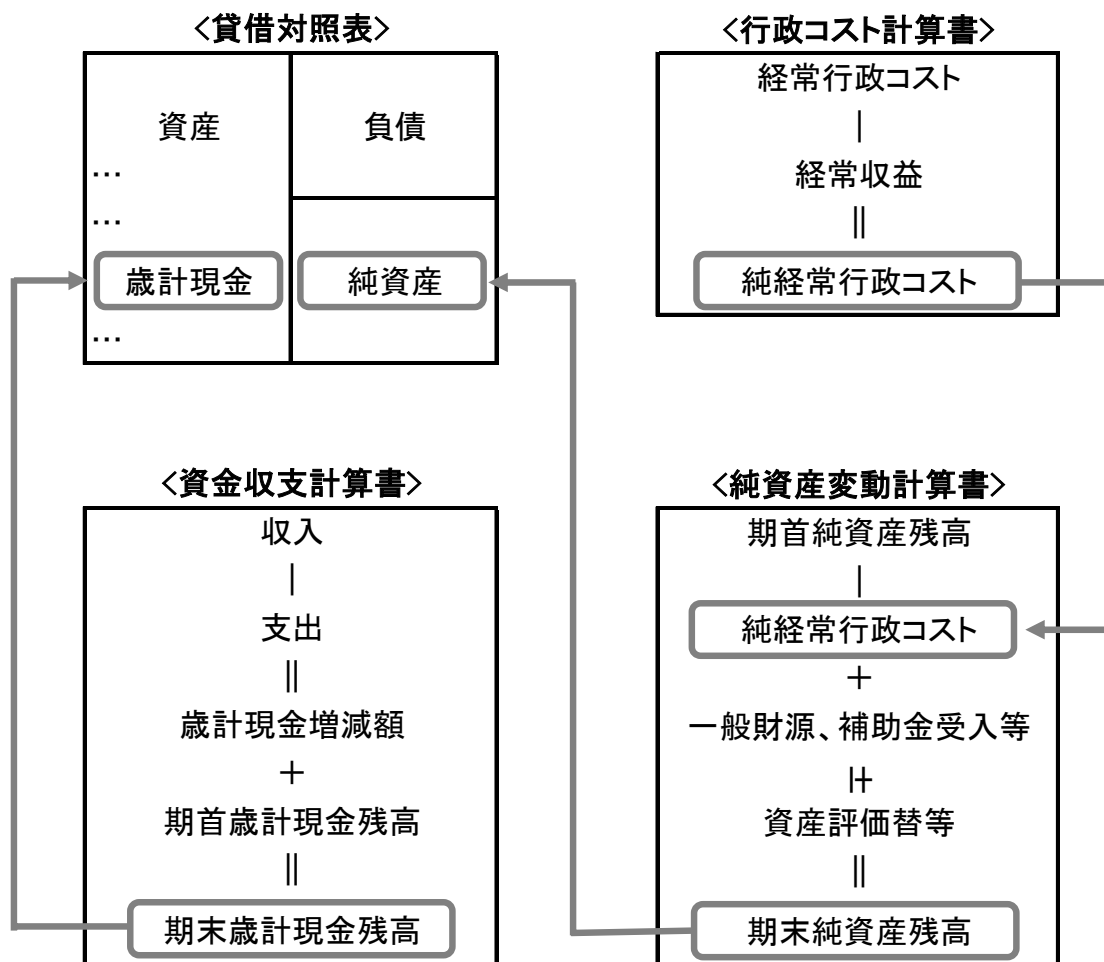 <貸借対照表>
資産
負債
…
…
歳計現金
純資産
…
<行政コスト計算書>
経常行政コスト
|
経常収益
||
純経常行政コスト
<資金収支計算書>
収入
|
支出
||
歳計現金増減額
+
期首歳計現金残高
||
期末歳計現金残高
<純資産変動計算書>
期首純資産残高
|
純経常行政コスト
+
一般財源、補助金受入等
|+
資産評価替等
||
期末純資産残高